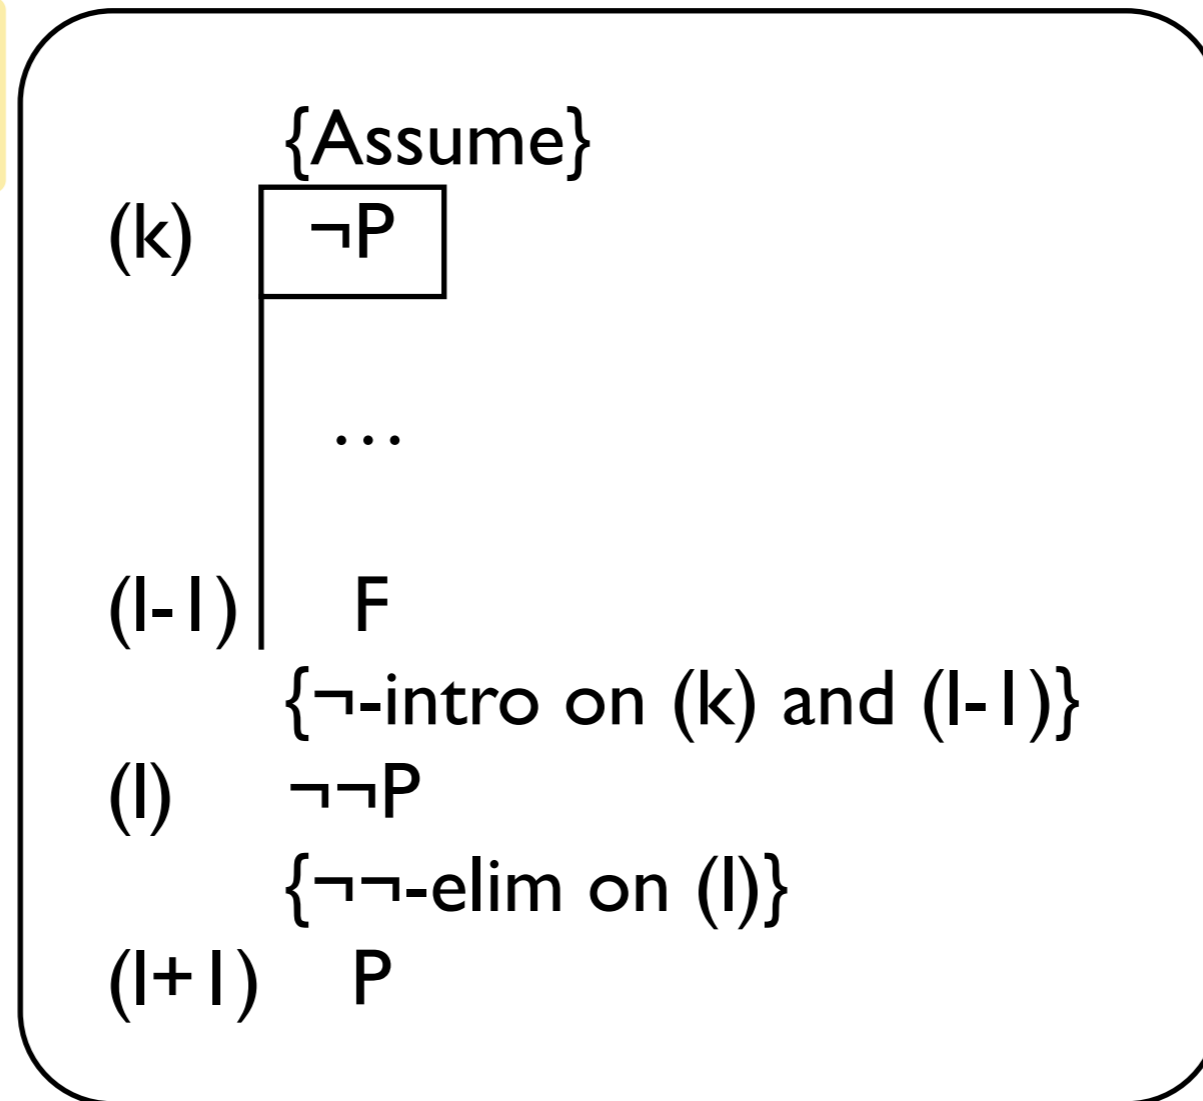 {Assume}
(k) ¬P
...
(l-1) F
{¬-intro on (k) and (l-1)}
(l) ¬¬P
{¬¬-elim on (l)}
(l+1) P